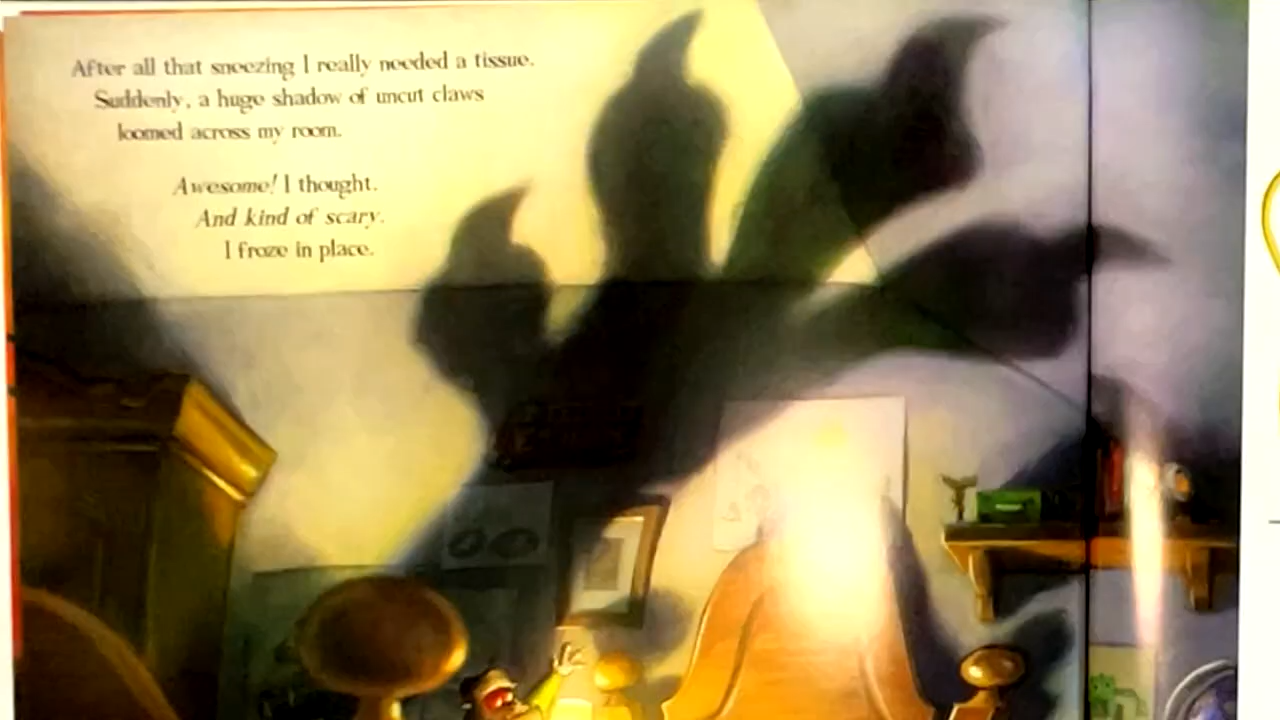 After all that sneezing I really needed a tissue.
Suddenly, a huge shadow of uncut claws
loomed across my room.
Awesome! I thought.
And kind of scary.
I froze in place.